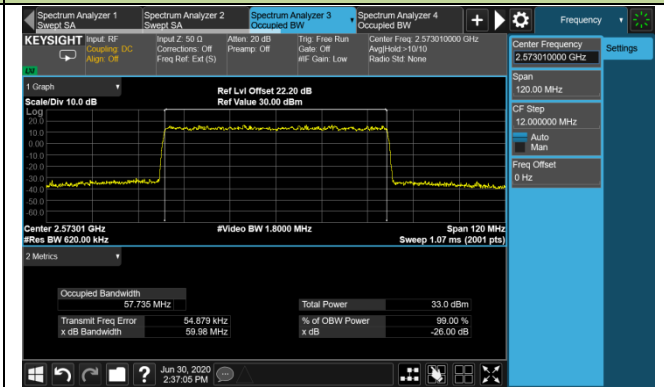 Spectrum Analyzer 1
Swept SA
Spectrum Analyzer 2
Swept SA
Spectrum Analyzer 3
Occupied BW
Spectrum Analyzer 4
Occupied BW
Frequency
KEYSIGHT
LV
Input: RF
Coupling: DC
Align: Off
Input Z: 50 Ω
Corrections: Off
Freq Ref: Ext (S)
Atten: 20 dB
Preamp: Off
Trig: Free Run
Gate: Off
#IF Gain: Low
Center Freq: 2.573010000 GHz
Avg|Hold:>10/10
Radio Std: None
Center Frequency
2.573010000 GHz
Settings
Span
120.00 MHz
CF Step
12.000000 MHz
Auto
Man
Freq Offset
0 Hz
1 Graph
Scale/Div 10.0 dB
Ref Lvl Offset 22.20 dB
Ref Value 30.00 dBm
Log
20.0
10.0
0.00
-10.0
-20.0
-30.0
-40.0
-50.0
-60.0
Center 2.57301 GHz
#Res BW 620.00 kHz
#Video BW 1.8000 MHz
Span 120 MHz
Sweep 1.07 ms (2001 pts)
2 Metrics
Occupied Bandwidth
57.735 MHz
Total Power 33.0 dBm
Transmit Freq Error 54.879 kHz
% of OBW Power 99.00 %
x dB Bandwidth 59.98 MHz
x dB -26.00 dB
?
Jun 30, 2020
2:37:05 PM